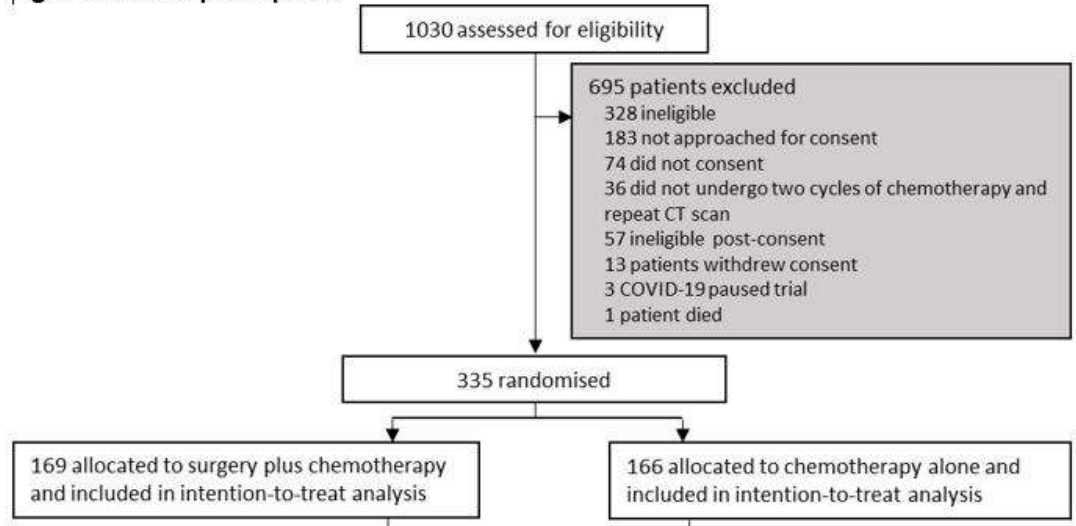 1030 assessed for eligibility
695 patients excluded
328 ineligible
183 not approached for consent
74 did not consent
36 did not undergo two cycles of chemotherapy and
repeat CT scan
57 ineligible post-consent
13 patients withdrew consent
3 COVID-19 paused trial
1 patient died
335 randomised
169 allocated to surgery plus chemotherapy
and included in intention-to-treat analysis
166 allocated to chemotherapy alone and
included in intention-to-treat analysis